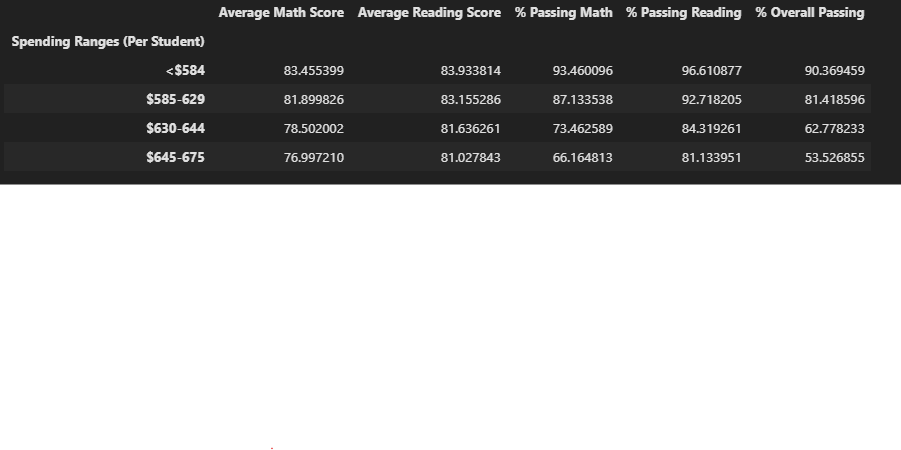 Average Math Score Average Reading Score % Passing Math % Passing Reading % Overall Passing
Spending Ranges (Per Student)
<$584 83.455399 83.933814 93.460096 96.610877 90.369459
$585-629 81.899826 83.155286 87.133538 92.718205 81.418596
$630-644 78.502002 81.636261 73.462589 84.319261 62.778233
$645-675 76.997210 81.027843 66.164813 81.133951 53.526855